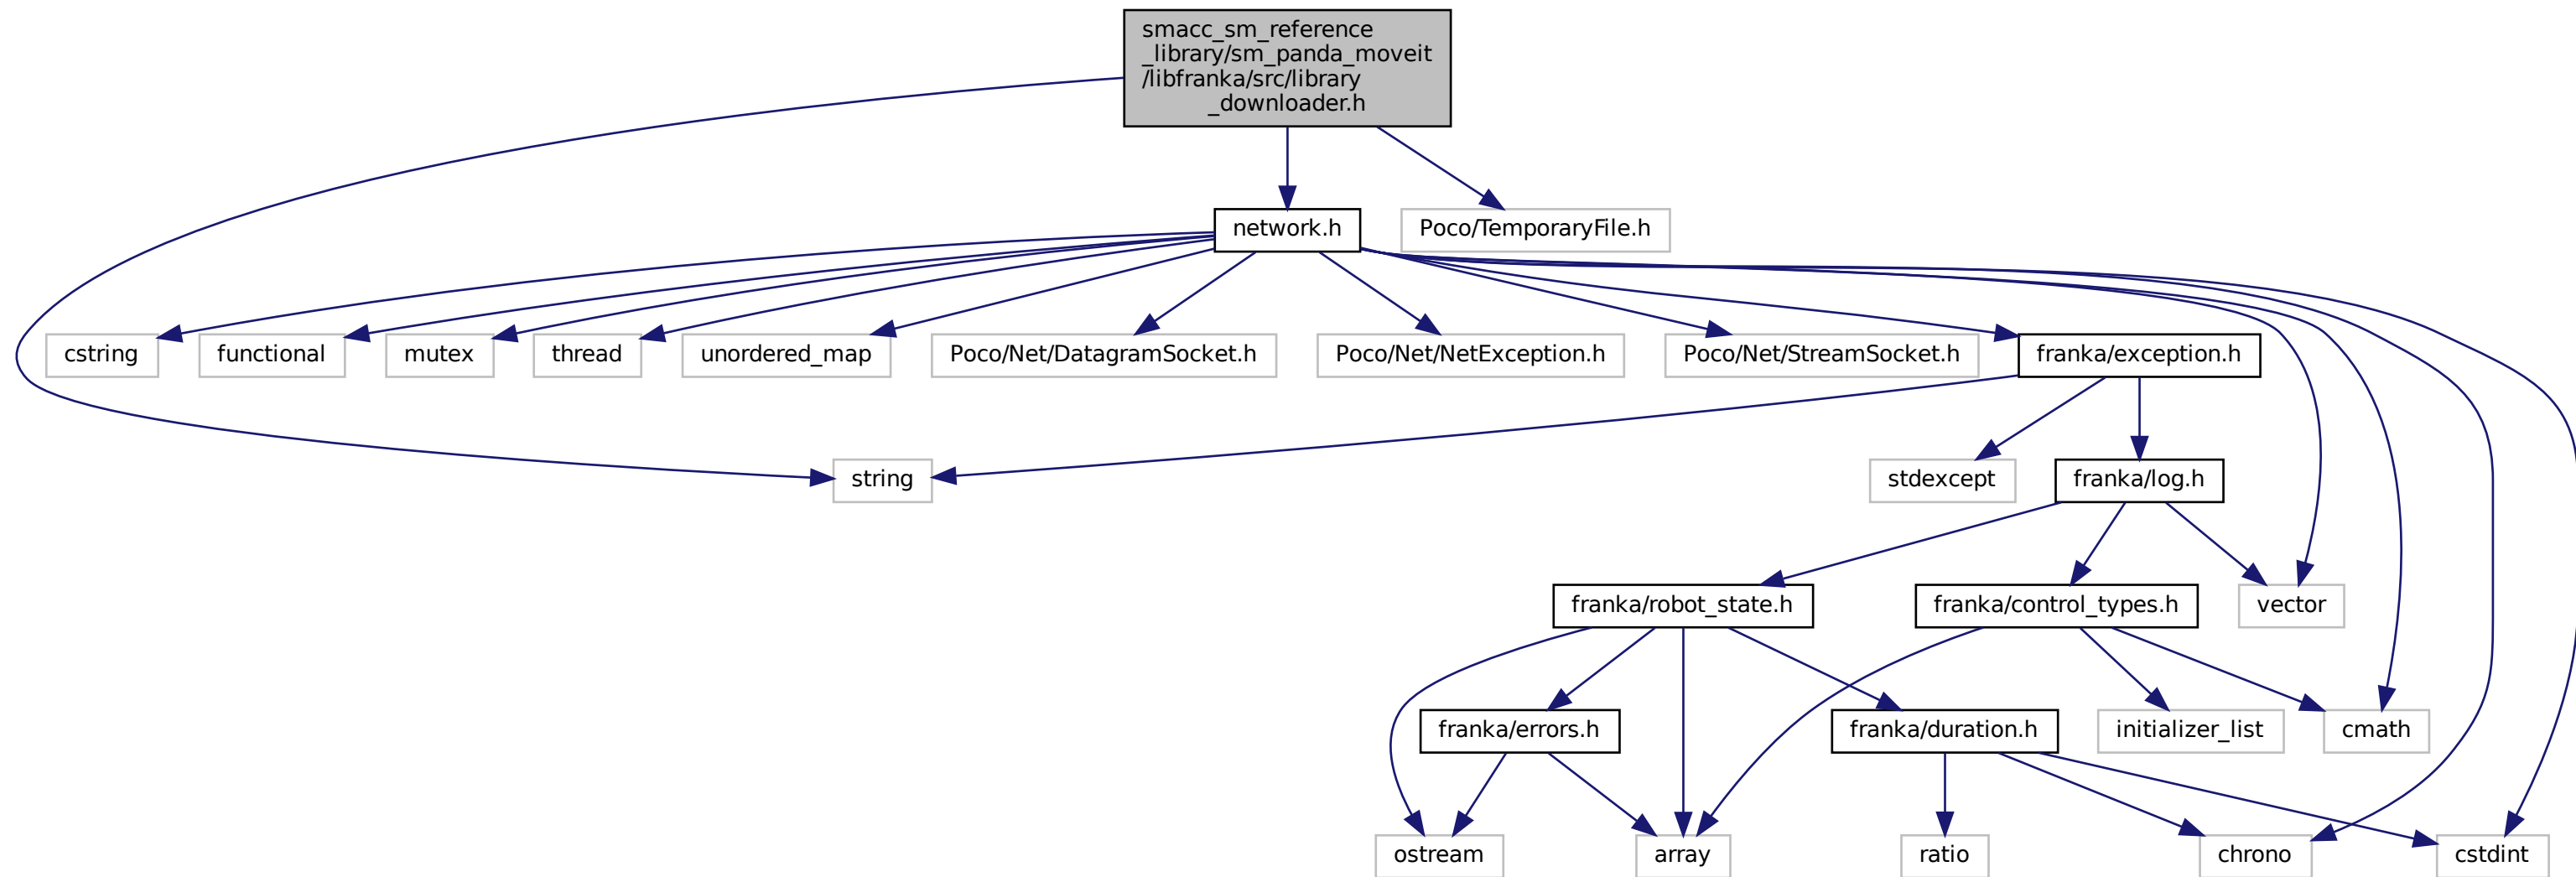 smacc_sm_reference
_library/sm_panda_moveit
/libfranka/src/library
_downloader.h
network.h
Poco/TemporaryFile.h
cstring
functional
mutex
thread
unordered_map
Poco/Net/DatagramSocket.h
Poco/Net/NetException.h
Poco/Net/StreamSocket.h
franka/exception.h
string
stdexcept
franka/log.h
franka/robot_state.h
franka/control_types.h
vector
franka/errors.h
franka/duration.h
initializer_list
cmath
ostream
array
ratio
chrono
cstdint